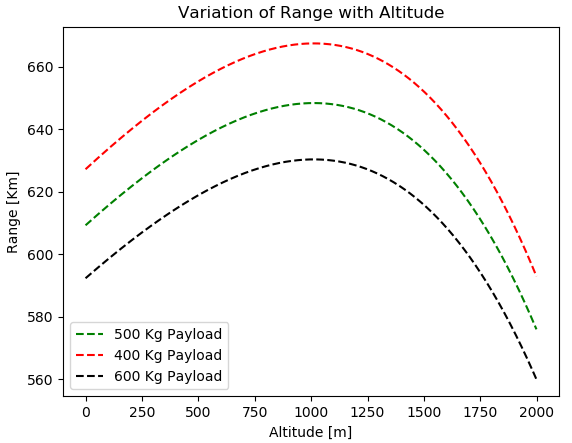 Variation of Range with Altitude
Range [Km]
660
640
620
600
580
560
500 Kg Payload
400 Kg Payload
600 Kg Payload
0 250 500 750 1000 1250 1500 1750 2000
Altitude [m]